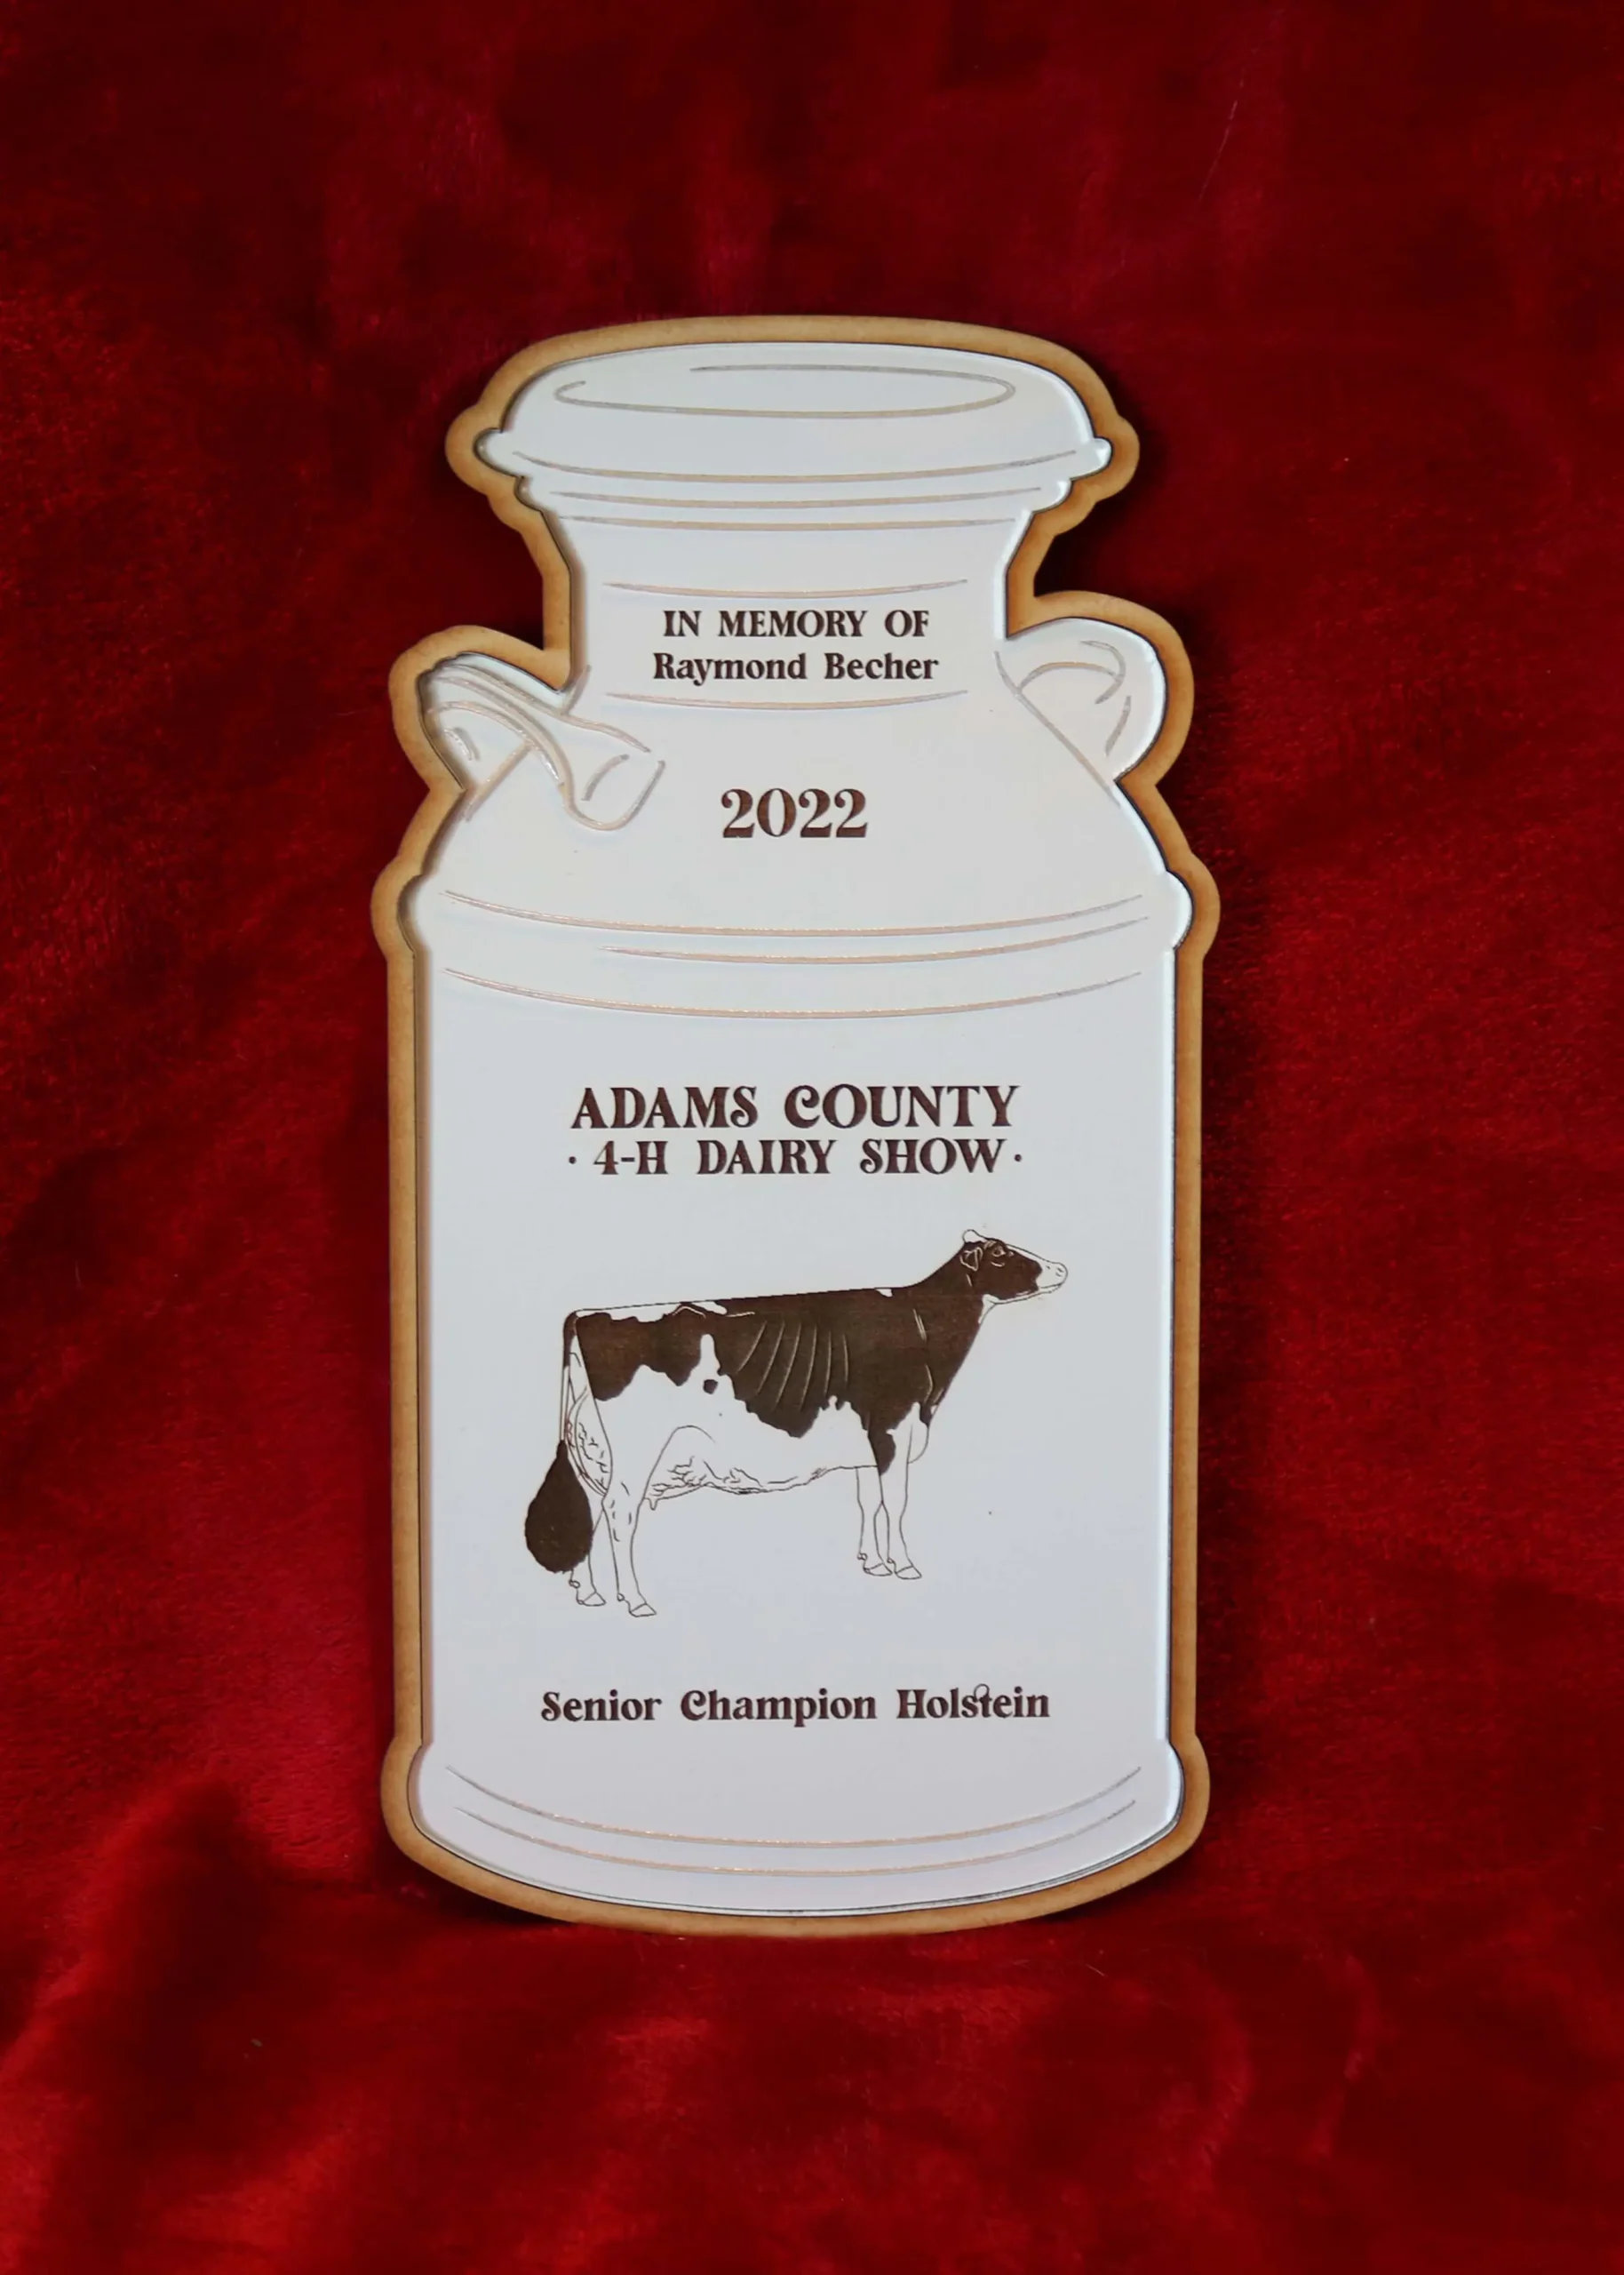 IN MEMORY OF
Raymond Becher
2022
ADAMS COUNTY
· 4-H DAIRY SHOW ·
Senior Champion Holstein